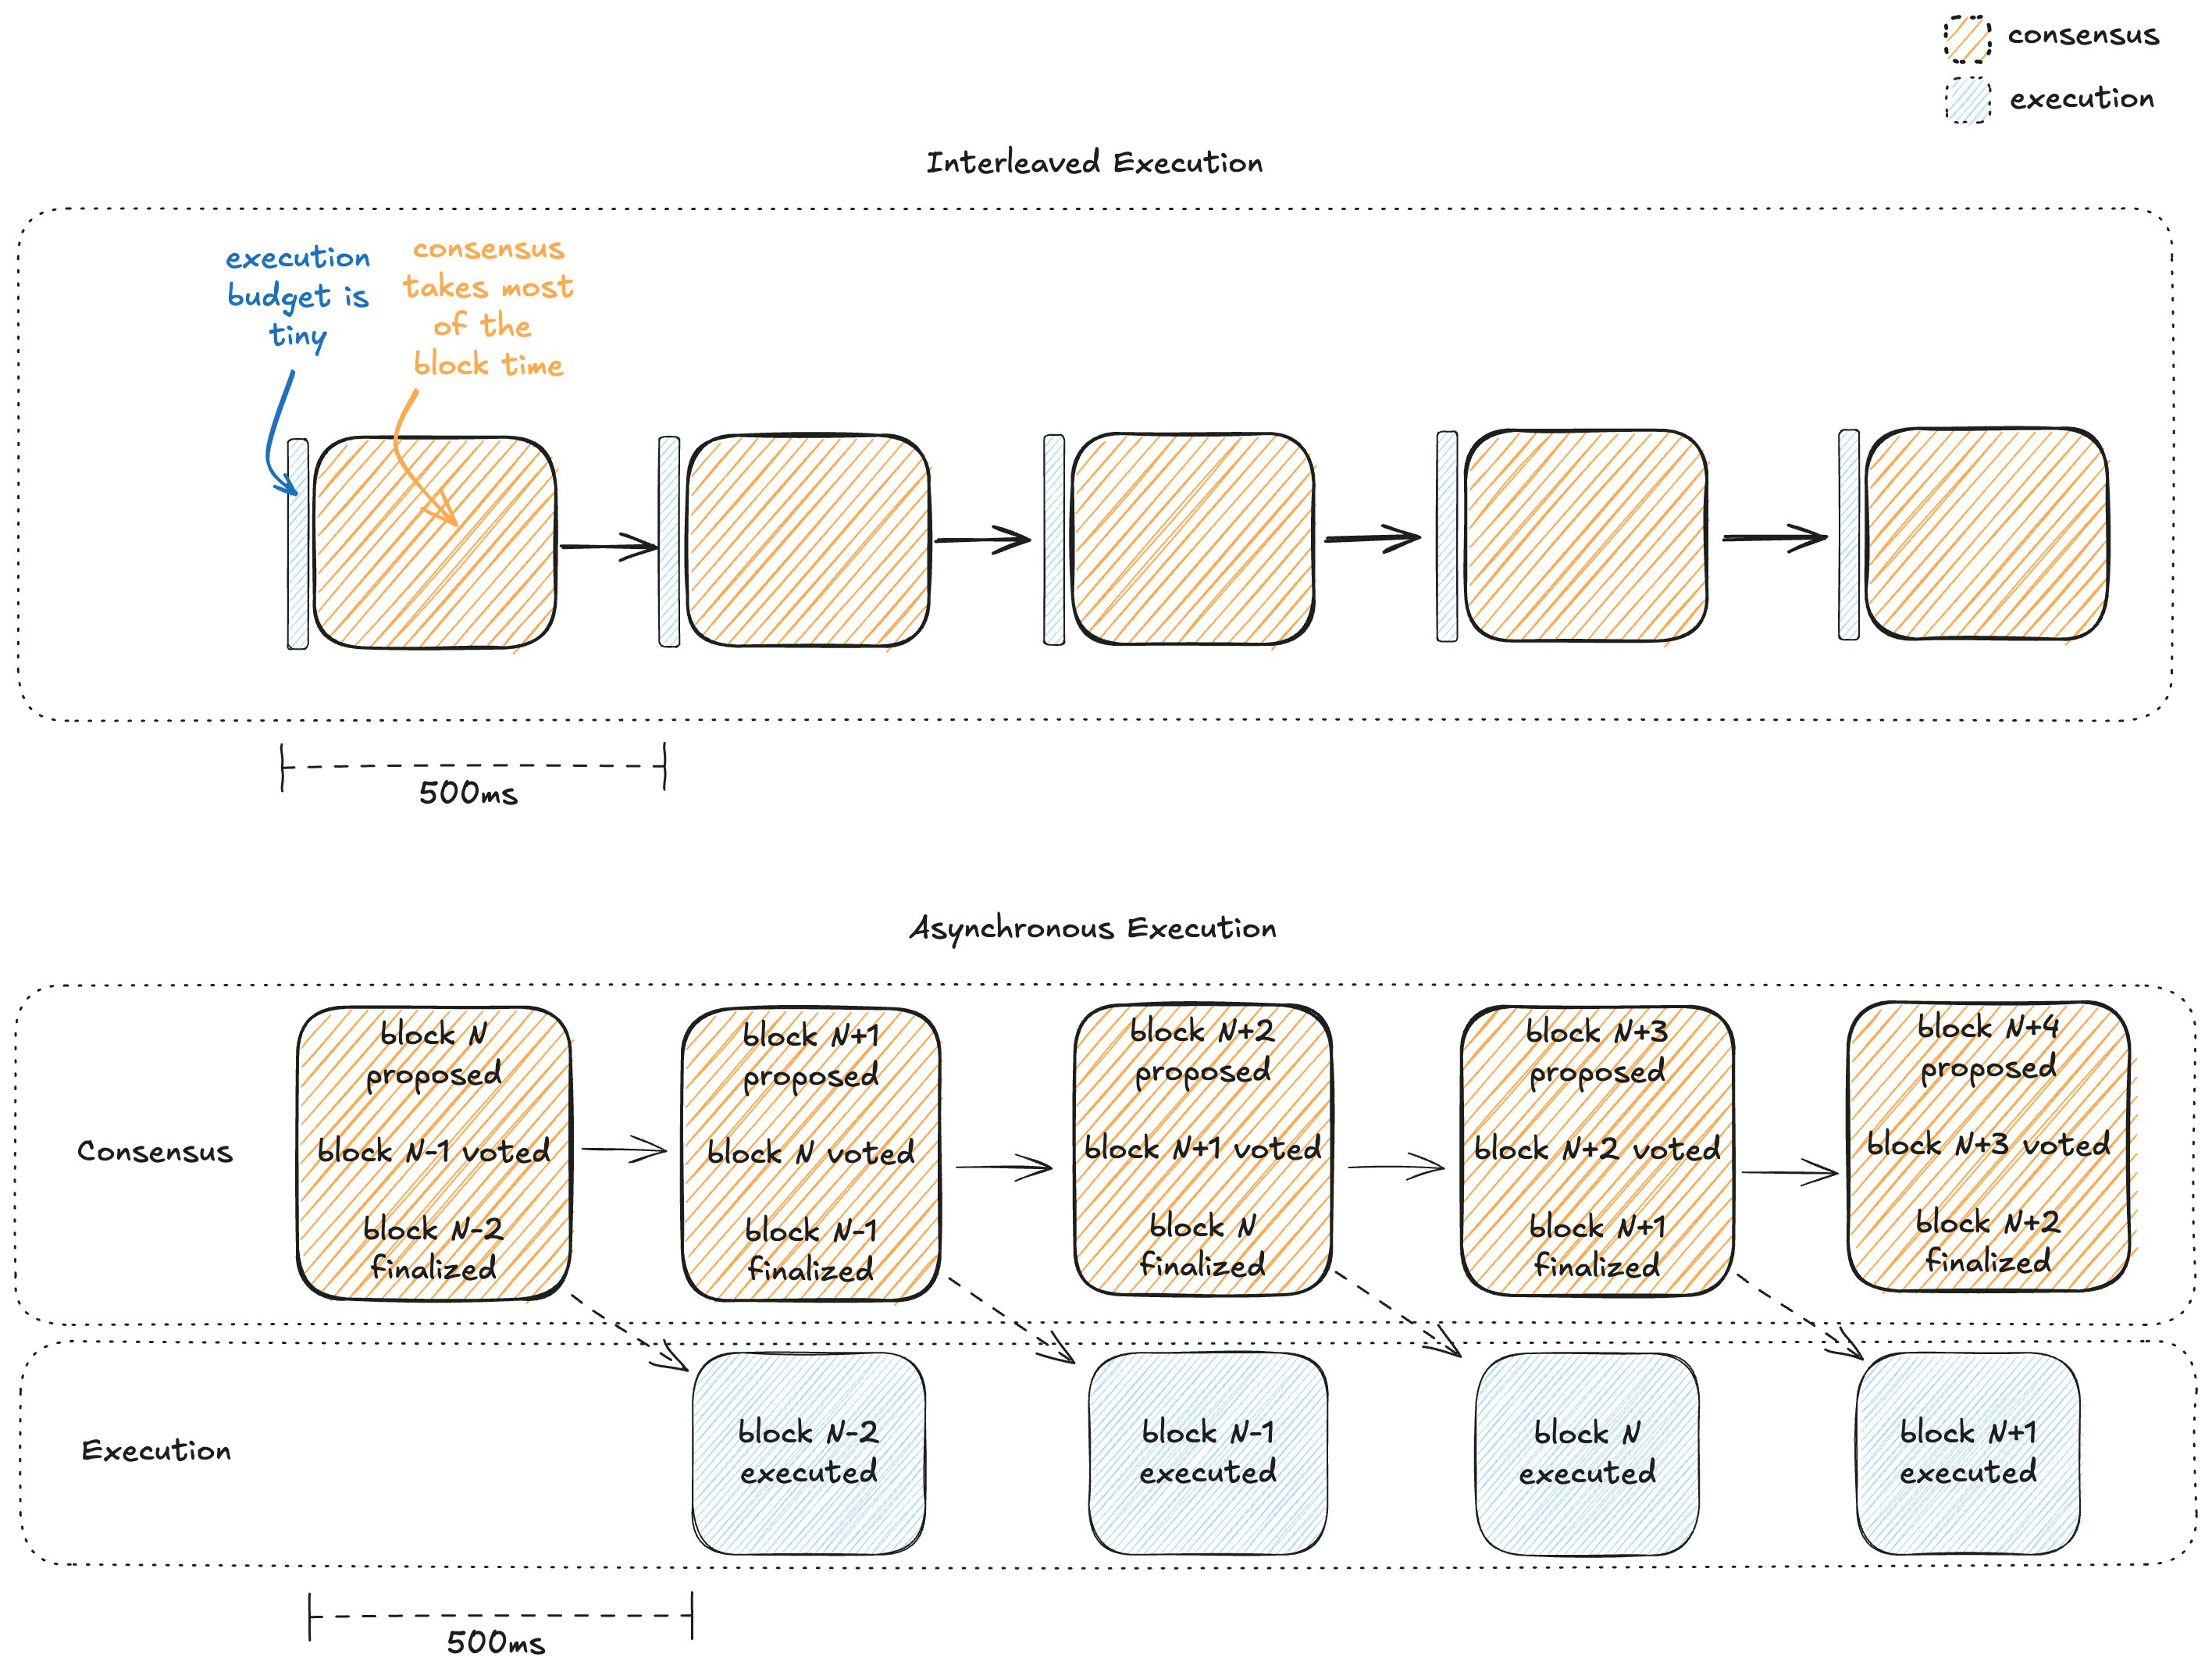 consensus
execution
Interleaved Execution
execution
budget is
tiny
consensus
takes most
of the
block time
500ms
Asynchronous Execution
Consensus
block N
proposed
block N-1 voted
block N-2
finalized
block N+1
proposed
block N voted
block N-1
finalized
block N+2
proposed
block N+1 voted
block N
finalized
block N+3
proposed
block N+2 voted
block N+1
finalized
block N+4
proposed
block N+3 voted
block N+2
finalized
Execution
block N-2
executed
block N-1
executed
block N
executed
block N+1
executed
500ms